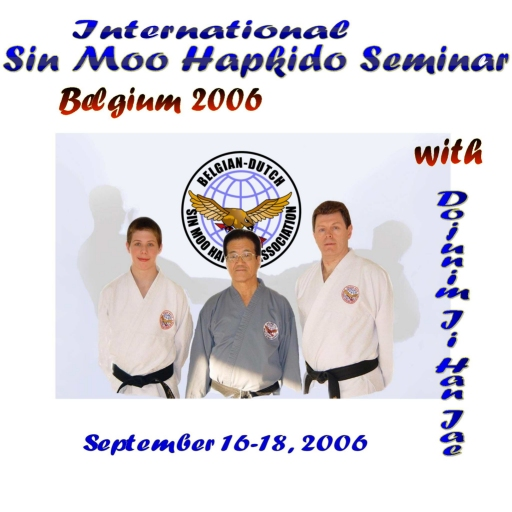 International
Sin Moo Hapkido Seminar
Belgium 2006
with
Dojunim Ji Han Jae
BELGIAN-DUTCH
SIN MOO HA ASSOCIATION
September 16-18, 2006